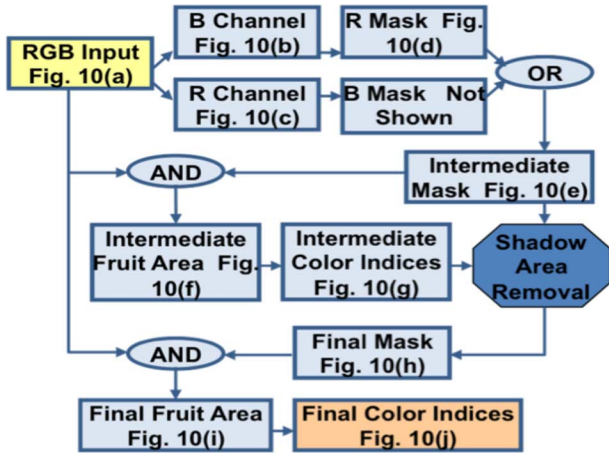 B Channel
Fig. 10(b)
R Mask Fig.
10(d)
RGB Input
Fig. 10(a)
OR
R Channel
Fig. 10(c)
B Mask Not
Shown
AND
Intermediate
Mask Fig. 10(e)
Intermediate
Fruit Area Fig.
10(f)
Intermediate
Color Indices
Fig. 10(g)
Shadow
Area
Removal
AND
Final Mask
Fig. 10(h)
Final Fruit Area
Fig. 10(i)
Final Color Indices
Fig. 10(j)